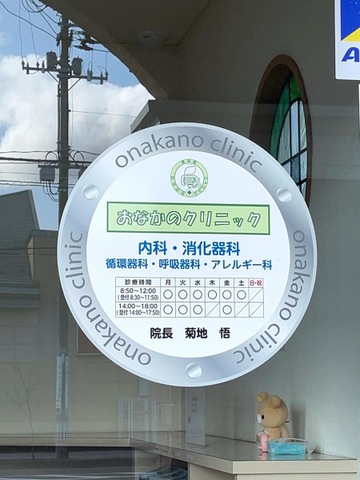 onakano clinic
onakano clinic
onakano clinic
おなかのクリニック
内科・消化器科
循環器科・呼吸器科・アレルギー科
診療時間 月 火 水 木 金 土 日・祝
8:50~12:00 ○ ○ ○ ○ ○ ○
(受付8:30~11:50)
14:00~18:00 ○ ○ ○ ○ ○
(受付14:00~17:50)
院長 菊地 悟